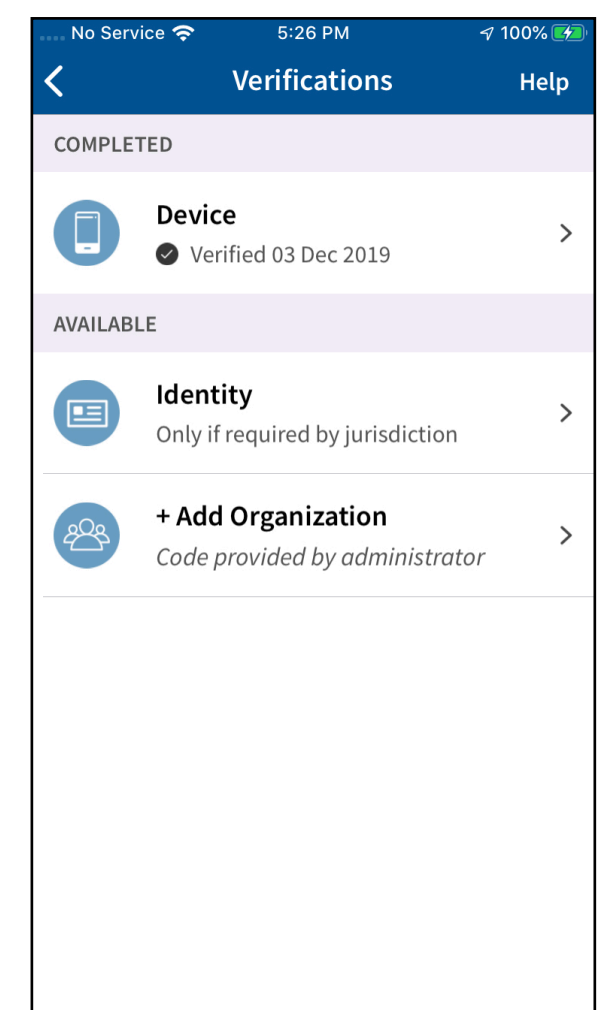 No Service 5:26 PM 100%
Verifications Help
COMPLETED
Device
Verified 03 Dec 2019
AVAILABLE
Identity
Only if required by jurisdiction
+ Add Organization
Code provided by administrator